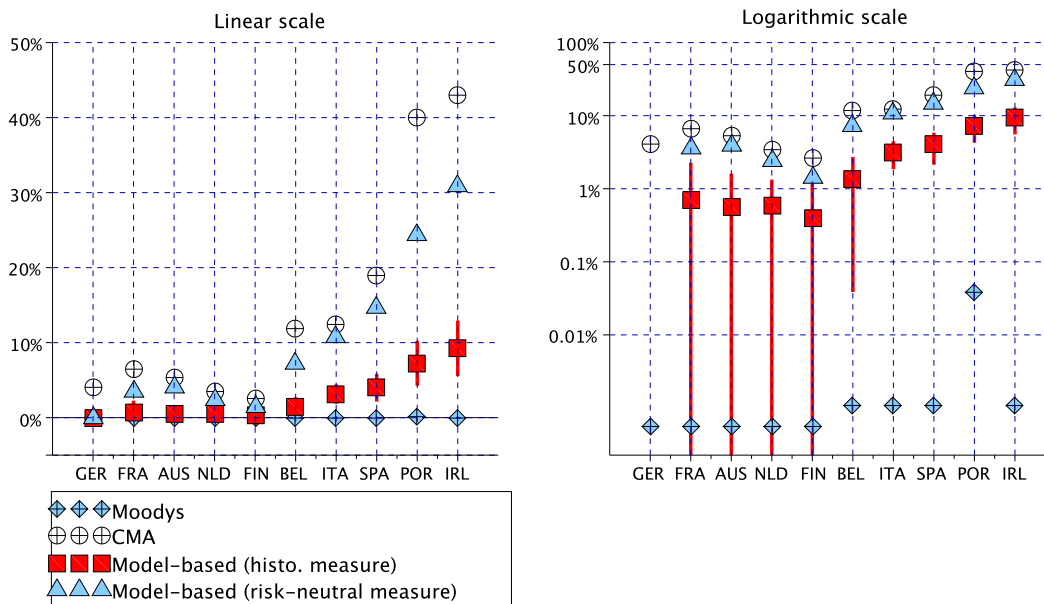 Linear scale
50%
40%
30%
20%
10%
0%
GER FRA AUS NLD FIN BEL ITA SPA POR IRL
Logarithmic scale
100%
50%
10%
1%
0.1%
0.01%
GER FRA AUS NLD FIN BEL ITA SPA POR IRL
Moodys
CMA
Model-based (histo. measure)
Model-based (risk-neutral measure)